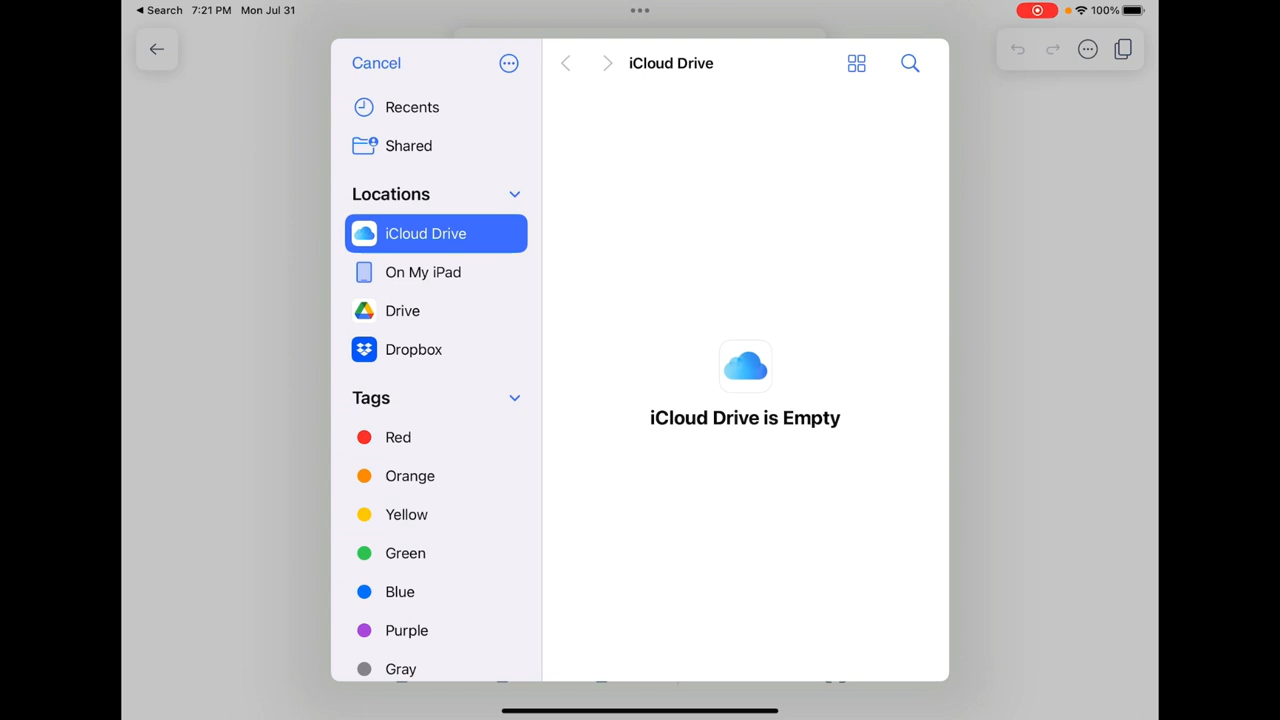 Search 7:21 PM Mon Jul 31
100%
Cancel
iCloud Drive
Recents
Shared
Locations
iCloud Drive
On My iPad
Drive
Dropbox
Tags
Red
Orange
Yellow
Green
Blue
Purple
Gray
iCloud Drive is Empty